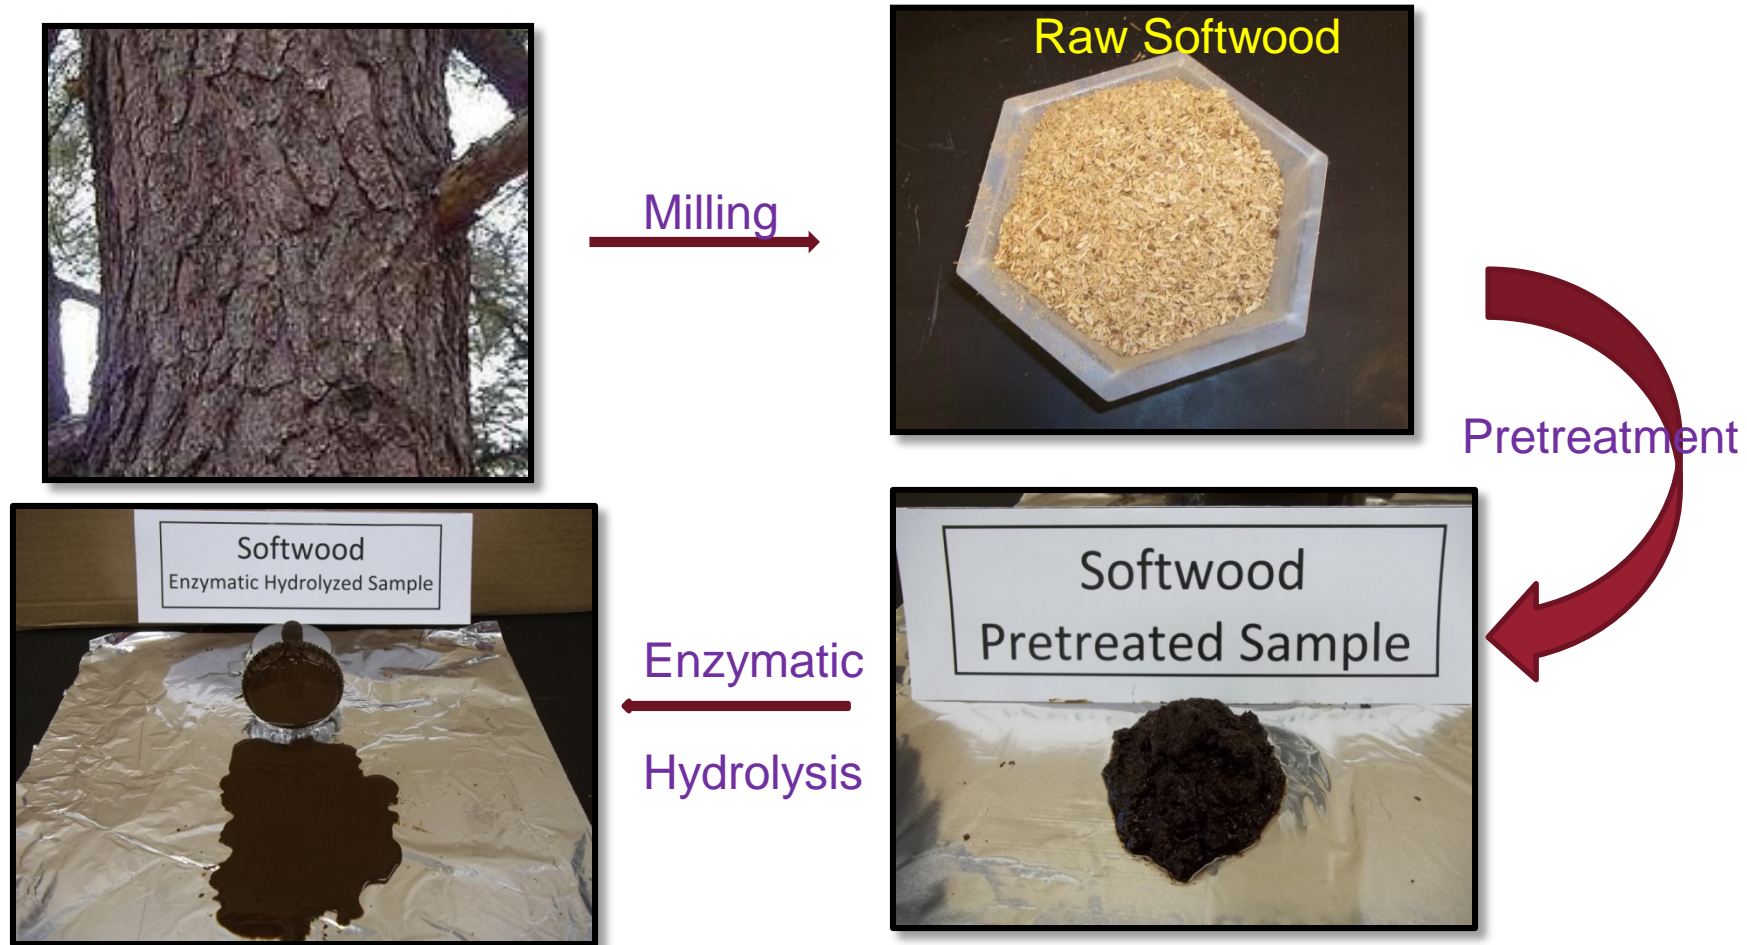 Raw Softwood
Milling
Pretreatment
Softwood
Pretreated Sample
Enzymatic
Hydrolysis
Softwood
Enzymatic Hydrolyzed Sample